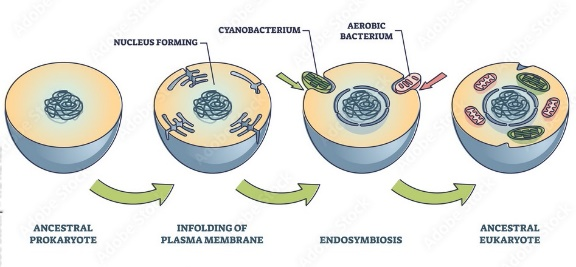 NUCLEUS FORMING
CYANOBACTERIUM
AEROBIC
BACTERIUM
ANCESTRAL
PROKARYOTE
INFOLDING OF
PLASMA MEMBRANE
ENDOSYMBIOSIS
ANCESTRAL
EUKARYOTE